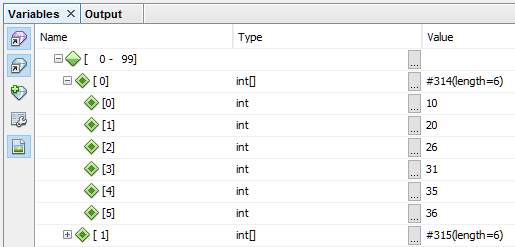 Variables × Output
Name Type Value
[ 0 - 99] ...
[ 0] int[] ... #314(length=6)
[0] int ... 10
[1] int ... 20
[2] int ... 26
[3] int ... 31
[4] int ... 35
[5] int ... 36
[ 1] int[] ... #315(length=6)